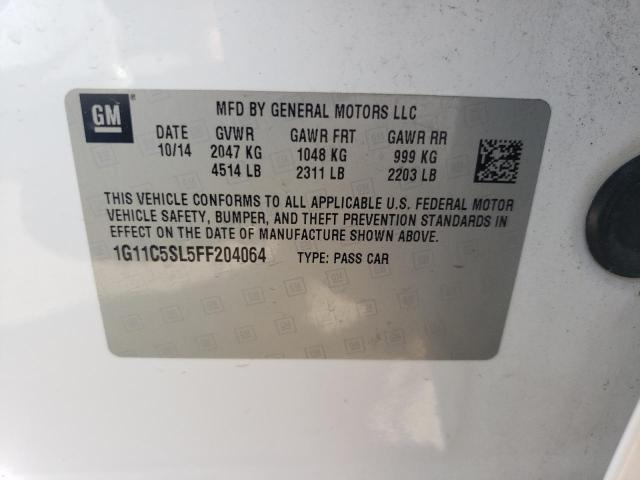 GM
MFD BY GENERAL MOTORS LLC
DATE GVWR GAWR FRT GAWR RR
10/14 2047 KG 1048 KG 999 KG
4514 LB 2311 LB 2203 LB
THIS VEHICLE CONFORMS TO ALL APPLICABLE U.S. FEDERAL MOTOR
VEHICLE SAFETY, BUMPER, AND THEFT PREVENTION STANDARDS IN
EFFECT ON THE DATE OF MANUFACTURE SHOWN ABOVE.
1G11C5SL5FF204064 TYPE: PASS CAR